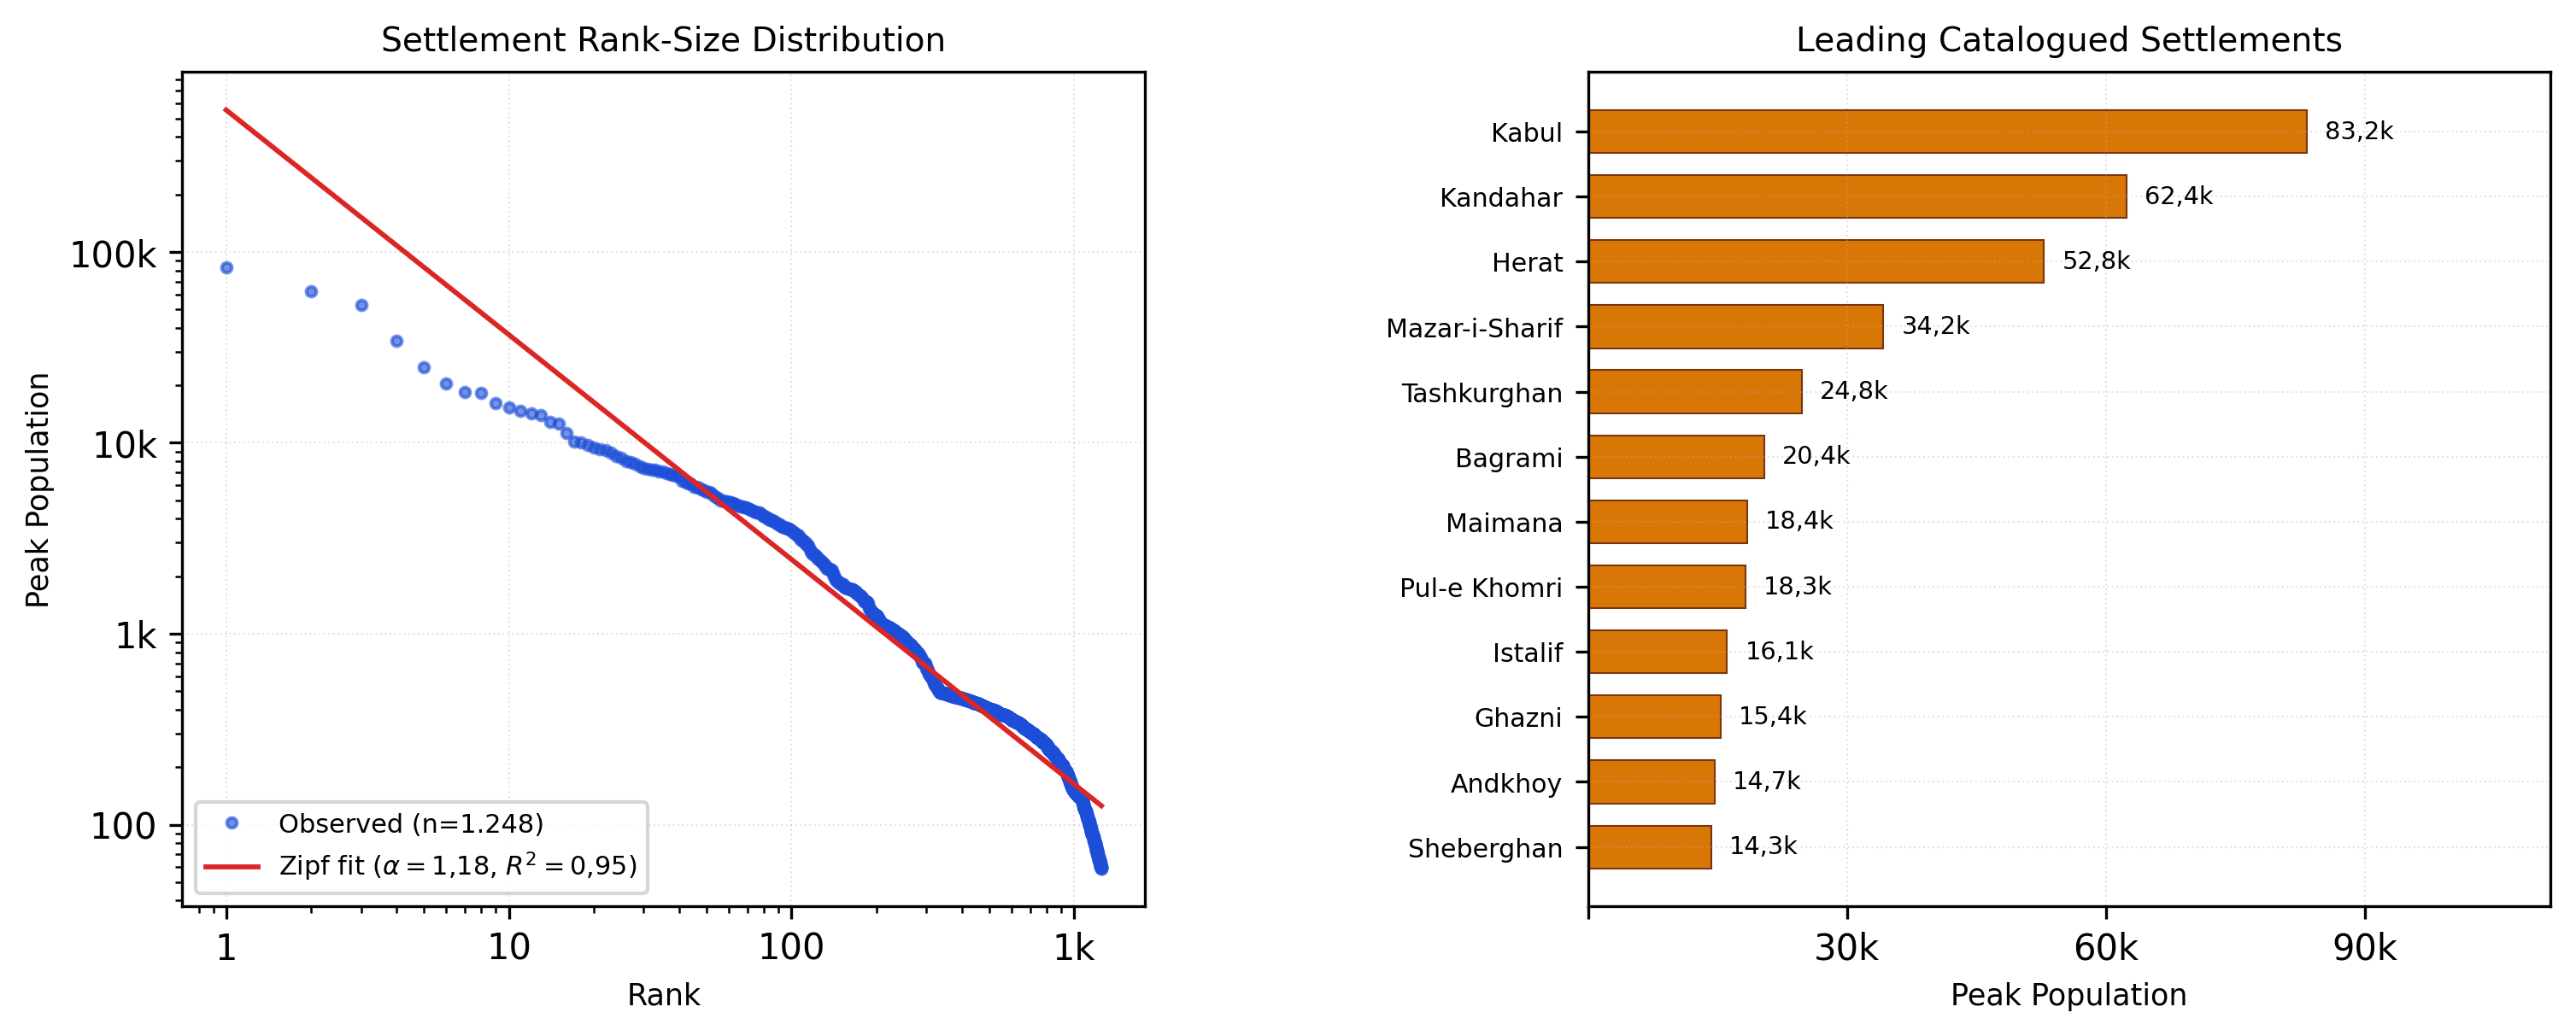 Settlement Rank-Size Distribution
Peak Population
100k
10k
1k
100
Observed (n=1.248)
Zipf fit (α = 1,18, R² = 0,95)
1
10
100
1k
Rank
Leading Catalogued Settlements
Kabul
83,2k
Kandahar
62,4k
Herat
52,8k
Mazar-i-Sharif
34,2k
Tashkurghan
24,8k
Bagrami
20,4k
Maimana
18,4k
Pul-e Khomri
18,3k
Istalif
16,1k
Ghazni
15,4k
Andkhoy
14,7k
Sheberghan
14,3k
30k
60k
90k
Peak Population